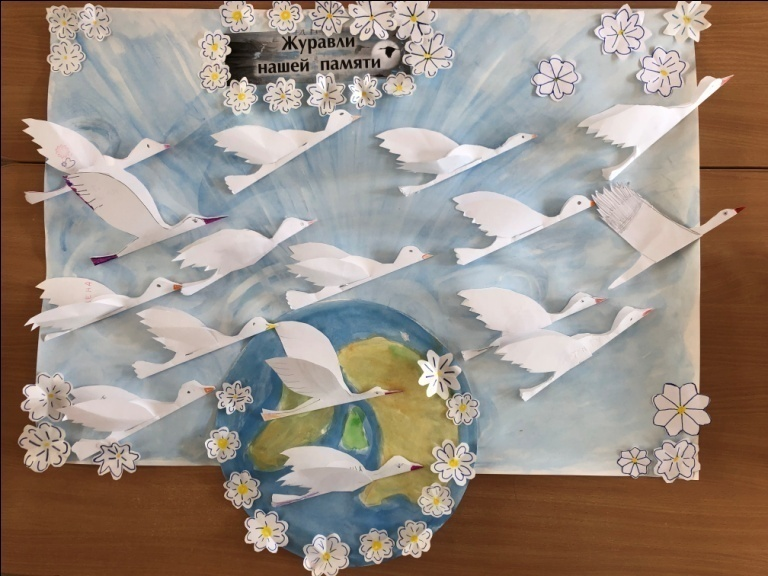 Журавли
нашей памяти